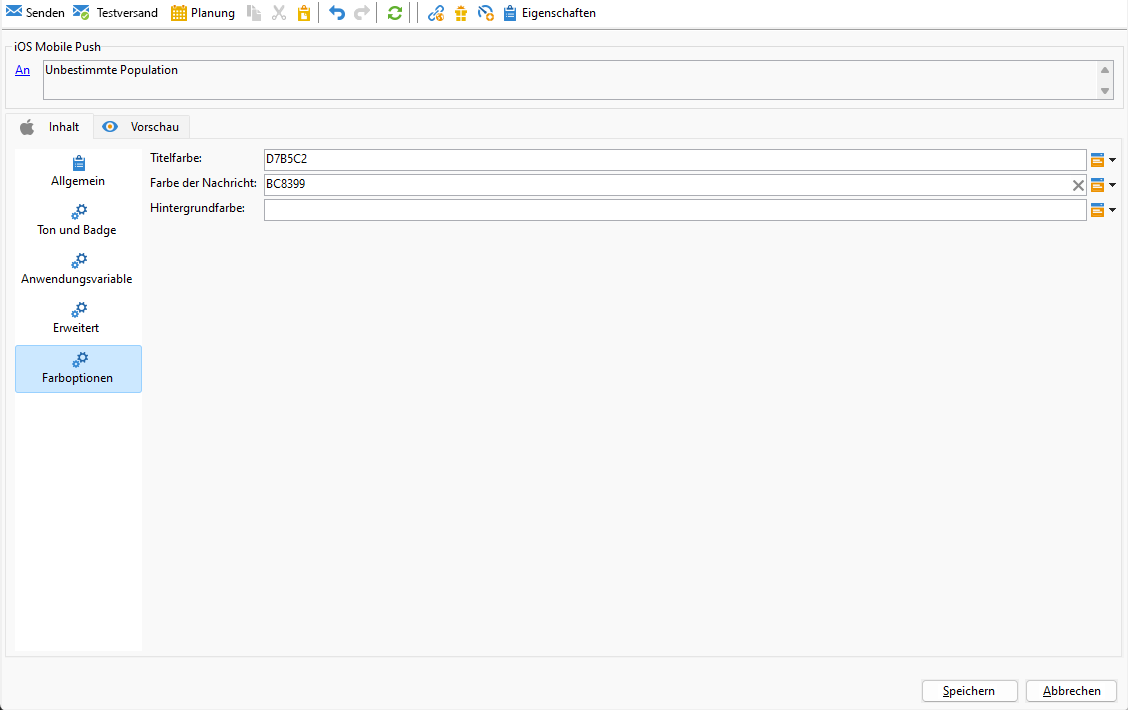 Senden Testversand Planung Eigenschaften
iOS Mobile Push
An Unbestimmte Population
Inhalt Vorschau
Allgemein
Ton und Badge
Anwendungsvariable
Erweitert
Farboptionen
Titelfarbe: D7B5C2
Farbe der Nachricht: BC8399
Hintergrundfarbe:
Speichern Abbrechen